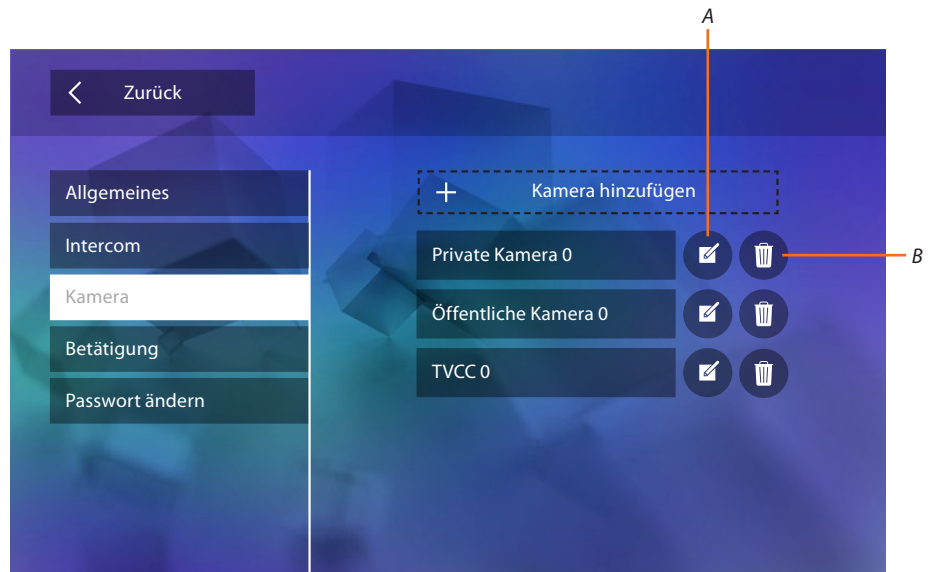 A
Zurück
Allgemeines
Intercom
Kamera
Betätigung
Passwort ändern
Kamera hinzufügen
Private Kamera 0
B
Öffentliche Kamera 0
TVCC 0